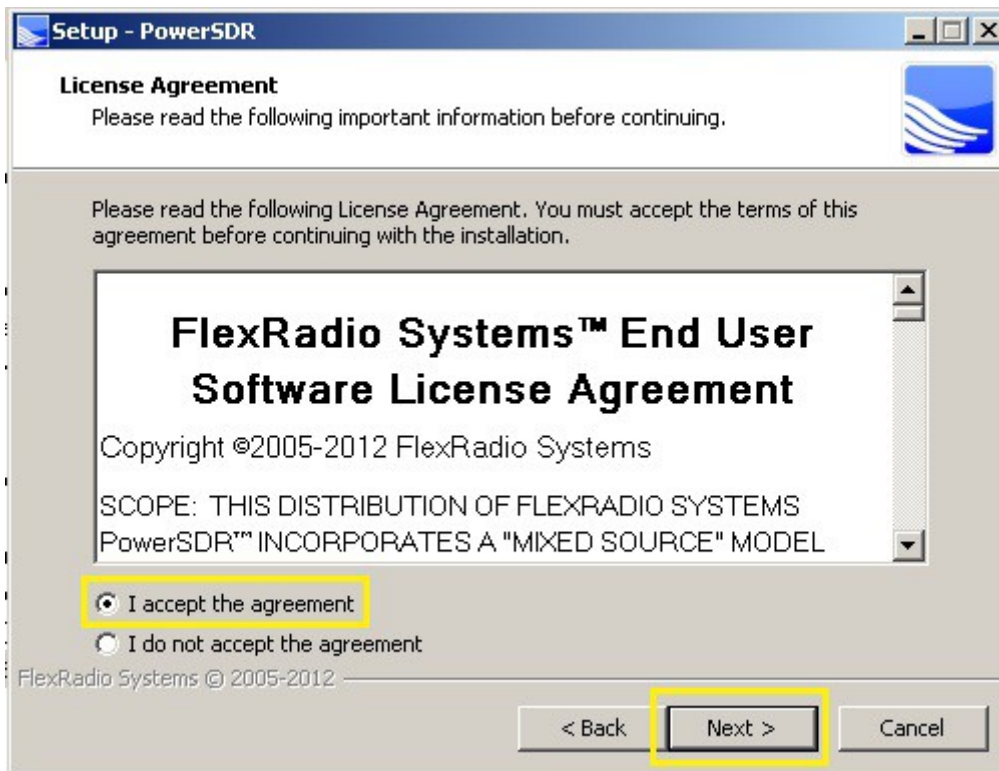 Setup - PowerSDR
License Agreement
Please read the following important information before continuing.
Please read the following License Agreement. You must accept the terms of this
agreement before continuing with the installation.
FlexRadio Systems™ End User
Software License Agreement
Copyright ©2005-2012 FlexRadio Systems
SCOPE: THIS DISTRIBUTION OF FLEXRADIO SYSTEMS
PowerSDR™ INCORPORATES A "MIXED SOURCE" MODEL
I accept the agreement
I do not accept the agreement
FlexRadio Systems © 2005-2012
< Back Next > Cancel